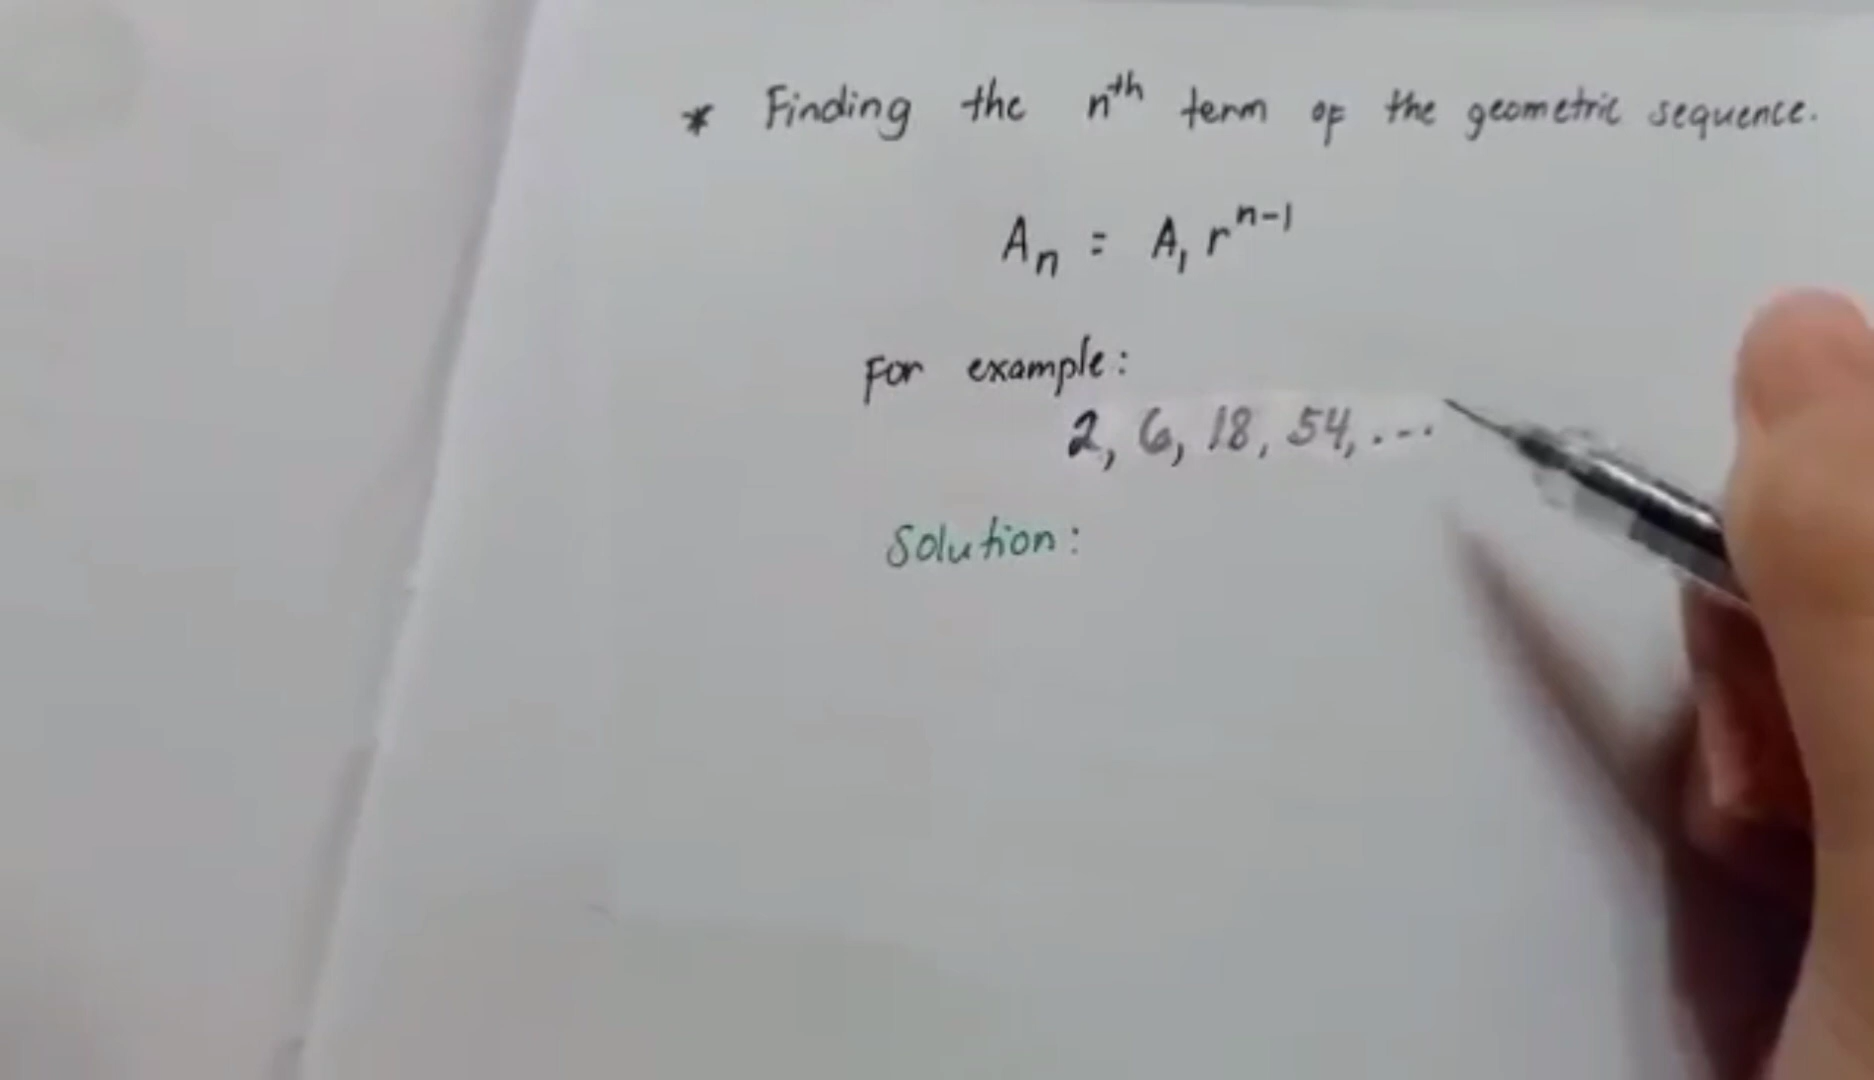 * Finding the nth term of the geometric sequence.
An = A1 r^n-1
For example:
2, 6, 18, 54, ...
Solution: